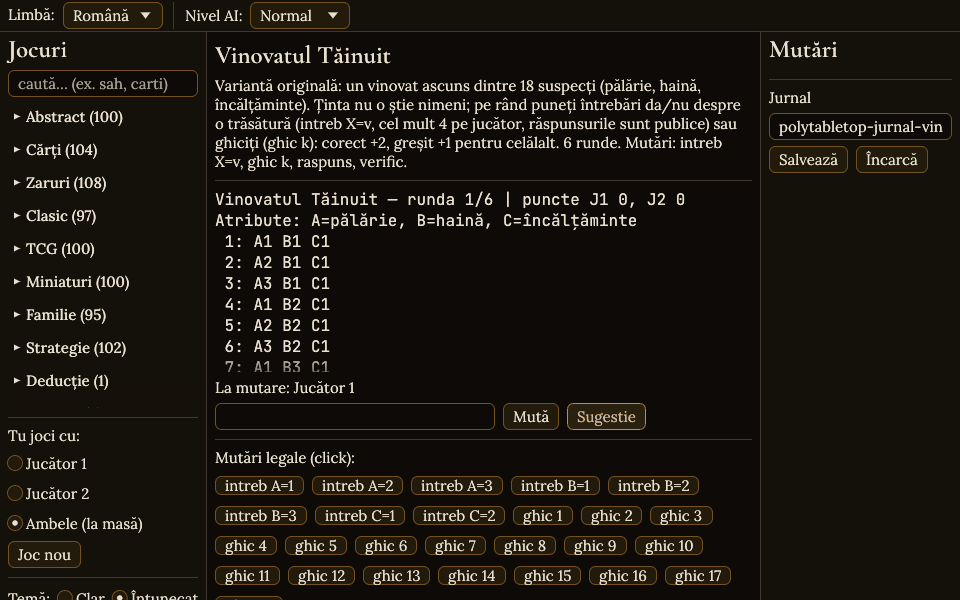 Limbă: Română ▼ Nivel AI: Normal ▼
Jocuri
caută... (ex. sah, carti)
▸ Abstract (100)
▸ Cărți (104)
▸ Zaruri (108)
▸ Clasic (97)
▸ TCG (100)
▸ Miniaturi (100)
▸ Familie (95)
▸ Strategie (102)
▸ Deducție (1)
Tu joci cu:
Jucător 1
Jucător 2
Ambele (la masă)
Joc nou
Temă: Clar Întunecat
Vinovatul Tăinuit
Variantă originală: un vinovat ascuns dintre 18 suspecți (pălărie, haină,
încălțăminte). Ținta nu o știe nimeni; pe rând puneți întrebări da/nu despre
o trăsătură (intreb X=v, cel mult 4 pe jucător, răspunsurile sunt publice) sau
ghiciți (ghic k): corect +2, greșit +1 pentru celălalt. 6 runde. Mutări: intreb
X=v, ghic k, raspuns, verific.
Vinovatul Tăinuit — runda 1/6 | puncte J1 0, J2 0
Atribute: A=pălărie, B=haină, C=încălțăminte
1: A1 B1 C1
2: A2 B1 C1
3: A3 B1 C1
4: A1 B2 C1
5: A2 B2 C1
6: A3 B2 C1
7: A1 B3 C1
La mutare: Jucător 1
Mută Sugestie
Mutări legale (click):
intreb A=1 intreb A=2 intreb A=3 intreb B=1 intreb B=2
intreb B=3 intreb C=1 intreb C=2 ghic 1 ghic 2 ghic 3
ghic 4 ghic 5 ghic 6 ghic 7 ghic 8 ghic 9 ghic 10
ghic 11 ghic 12 ghic 13 ghic 14 ghic 15 ghic 16 ghic 17
Mutări
Jurnal
polytabletop-jurnal-vin
Salvează Încarcă